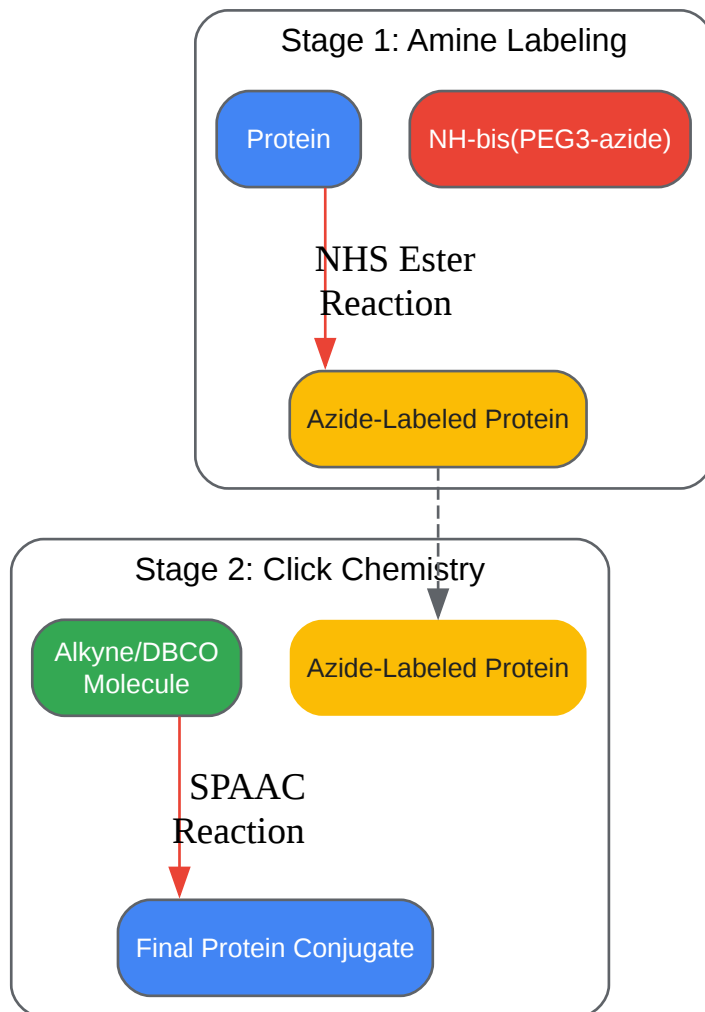 Stage 1: Amine Labeling
Protein
NH-bis(PEG3-azide)
NHS Ester
Reaction
Azide-Labeled Protein
Stage 2: Click Chemistry
Alkyne/DBCO
Molecule
Azide-Labeled Protein
SPAAC
Reaction
Final Protein Conjugate